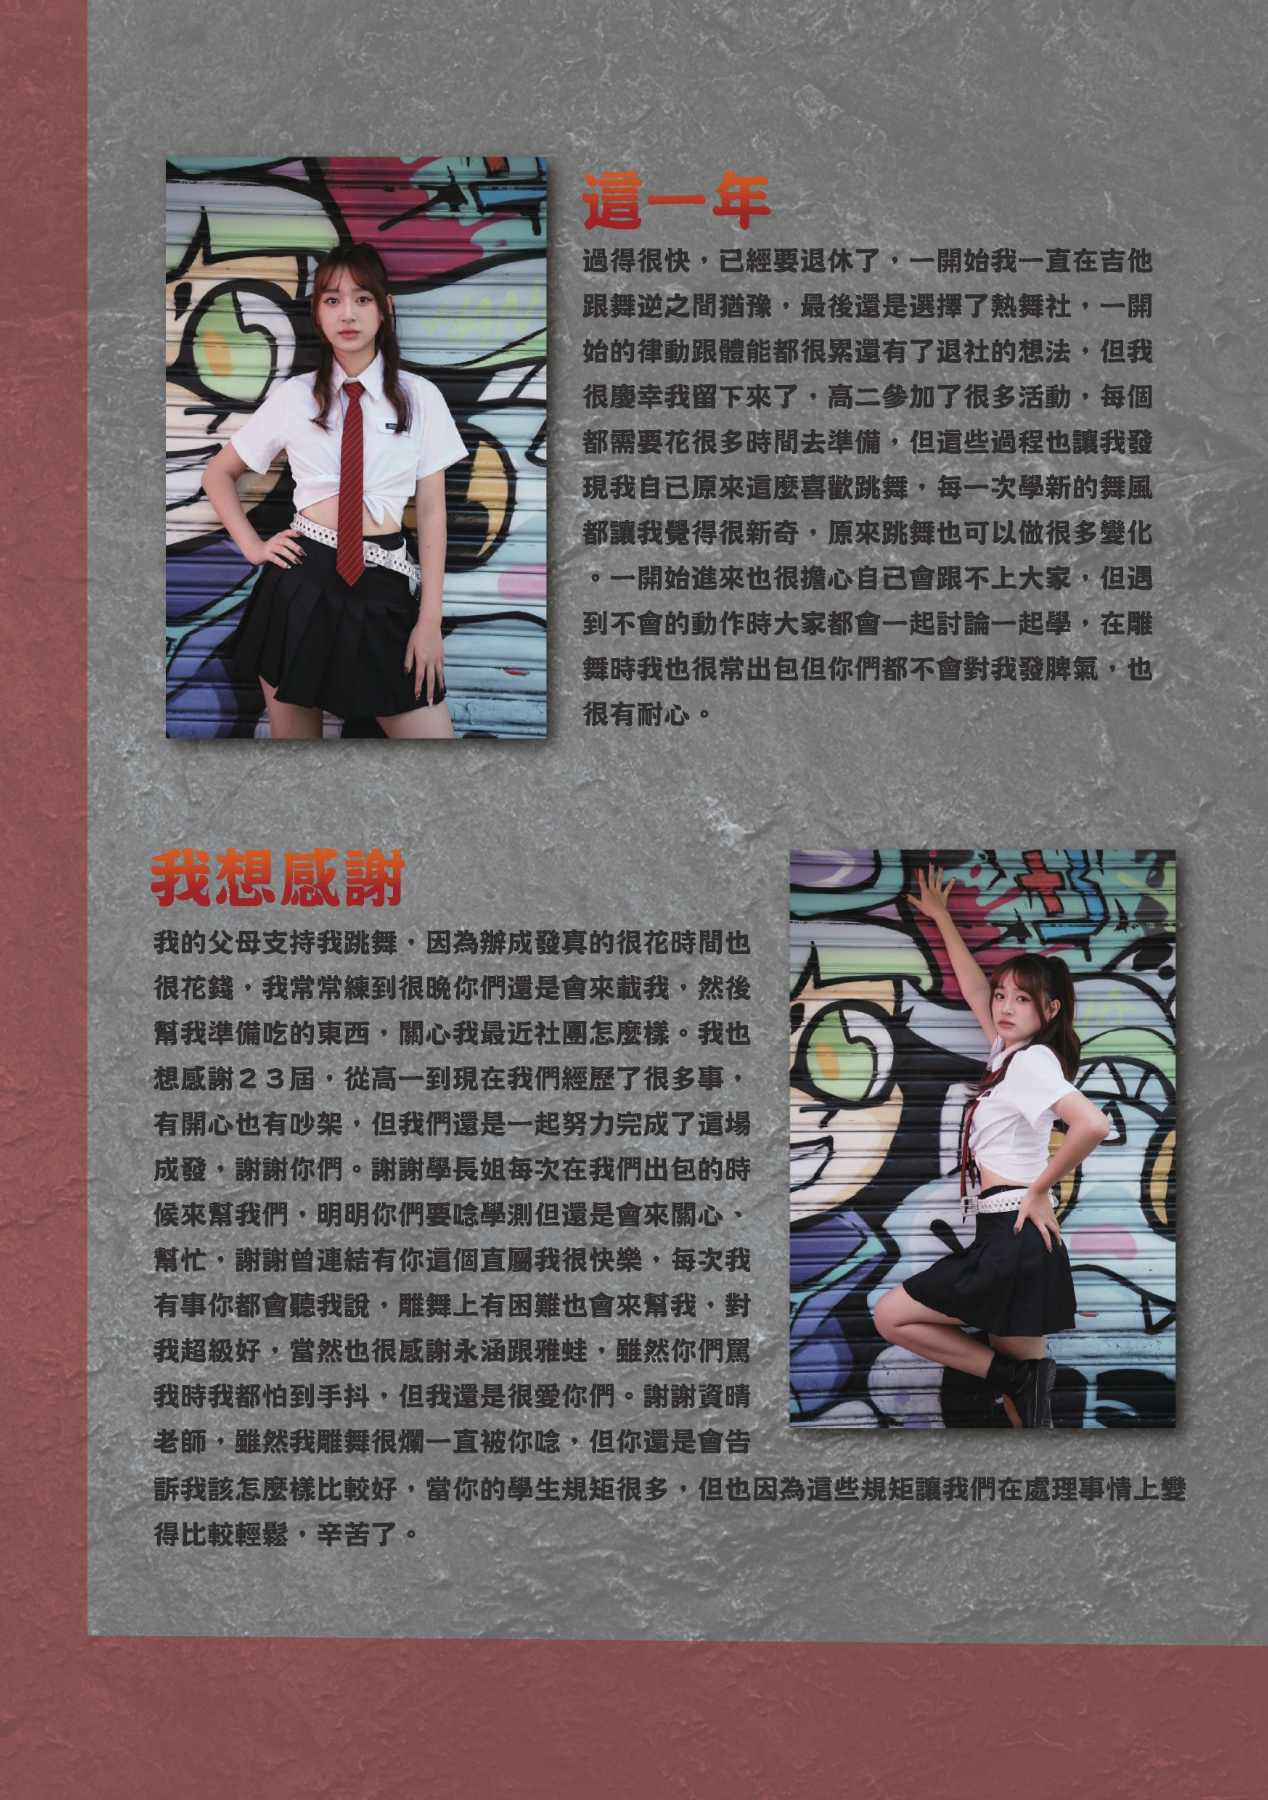 這一年
過得很快，已經要退休了，一開始我一直在吉他
跟舞逆之間猶豫，最後還是選擇了熱舞社，一開
始的律動跟體能都很累還有了退社的想法，但我
很慶幸我留下來了，高二參加了很多活動，每個
都需要花很多時間去準備，但這些過程也讓我發
現我自己原來這麼喜歡跳舞，每一次學新的舞風
都讓我覺得很新奇，原來跳舞也可以做很多變化
。一開始進來也很擔心自己會跟不上大家，但遇
到不會的動作時大家都會一起討論一起學，在雕
舞時我也很常出包但你們都不會對我發脾氣，也
很有耐心。
我想感謝
我的父母支持我跳舞，因為辦成發真的很花時間也
很花錢，我常常練到很晚你們還是會來載我，然後
幫我準備吃的東西，關心我最近社團怎麼樣。我也
想感謝２３屆，從高一到現在我們經歷了很多事，
有開心也有吵架，但我們還是一起努力完成了這場
成發，謝謝你們。謝謝學長姐每次在我們出包的時
候來幫我們，明明你們要唸學測但還是會來關心、
幫忙，謝謝曾連結有你這個直屬我很快樂，每次我
有事你都會聽我說，雕舞上有困難也會來幫我，對
我超級好，當然也很感謝永涵跟雅蛙，雖然你們罵
我時我都怕到手抖，但我還是很愛你們。謝謝資晴
老師，雖然我雕舞很爛一直被你唸，但你還是會告
訴我該怎麼樣比較好，當你的學生規矩很多，但也因為這些規矩讓我們在處理事情上變
得比較輕鬆，辛苦了。